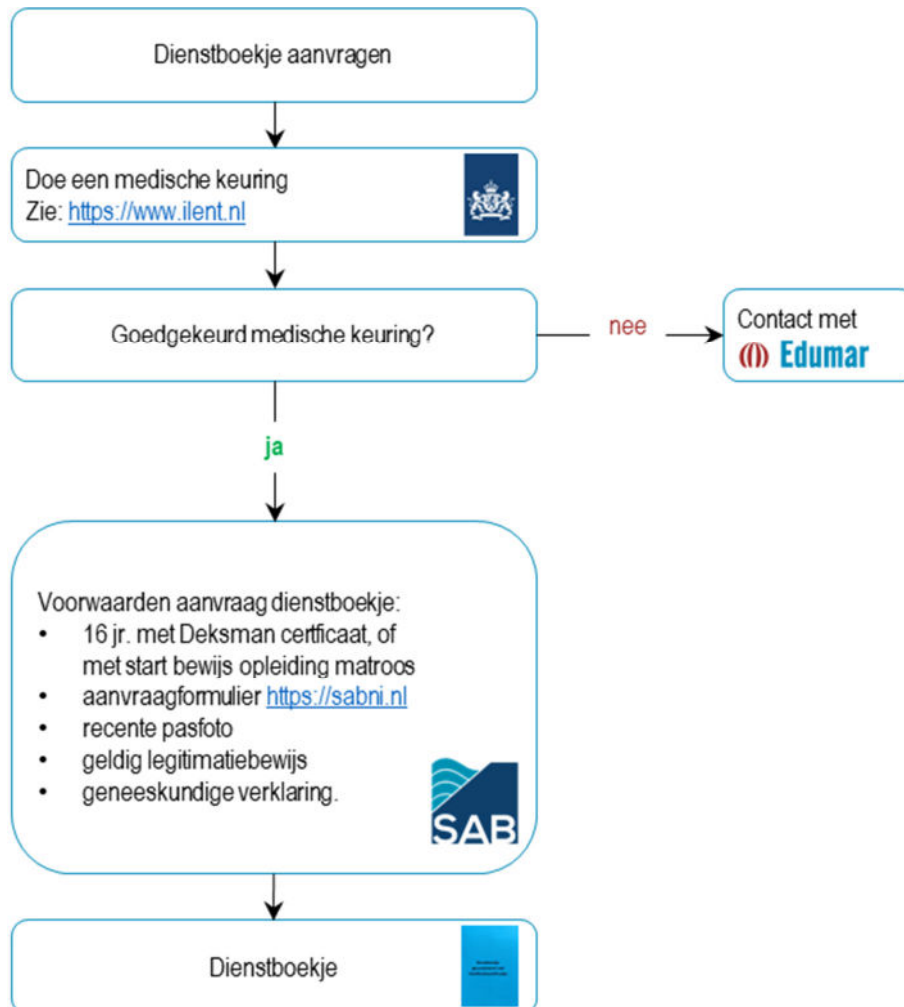 Dienstboekje aanvragen
Doe een medische keuring
Zie: https://www.ilent.nl
Goedgekeurd medische keuring?
nee
Contact met
Edumar
ja
Voorwaarden aanvraag dienstboekje:
• 16 jr. met Deksman certficaat, of
met start bewijs opleiding matroos
• aanvraagformulier https://sabni.nl
• recente pasfoto
• geldig legitimatiebewijs
• geneeskundige verklaring.
SAB
Dienstboekje